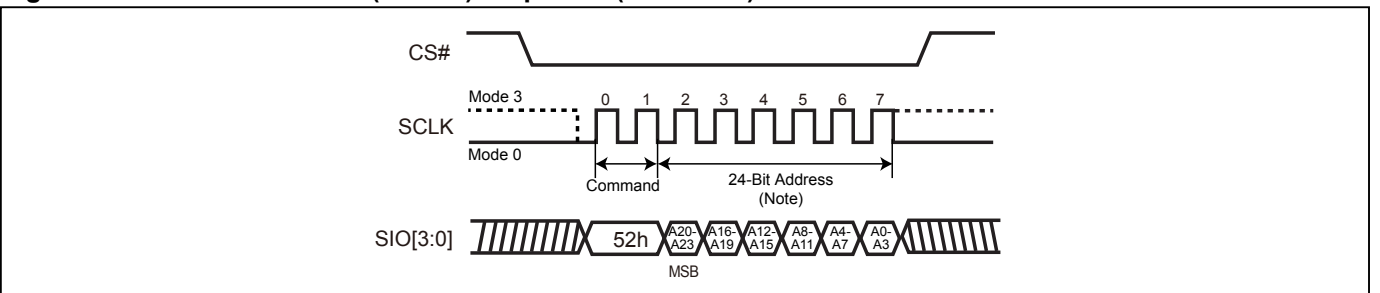 CS#
Mode 3
0 1 2 3 4 5 6 7
SCLK
Mode 0
Command
24-Bit Address
(Note)
SIO[3:0]
52h
A20-
A23
A16-
A19
A12-
A15
A8-
A11
A4-
A7
A0-
A3
MSB